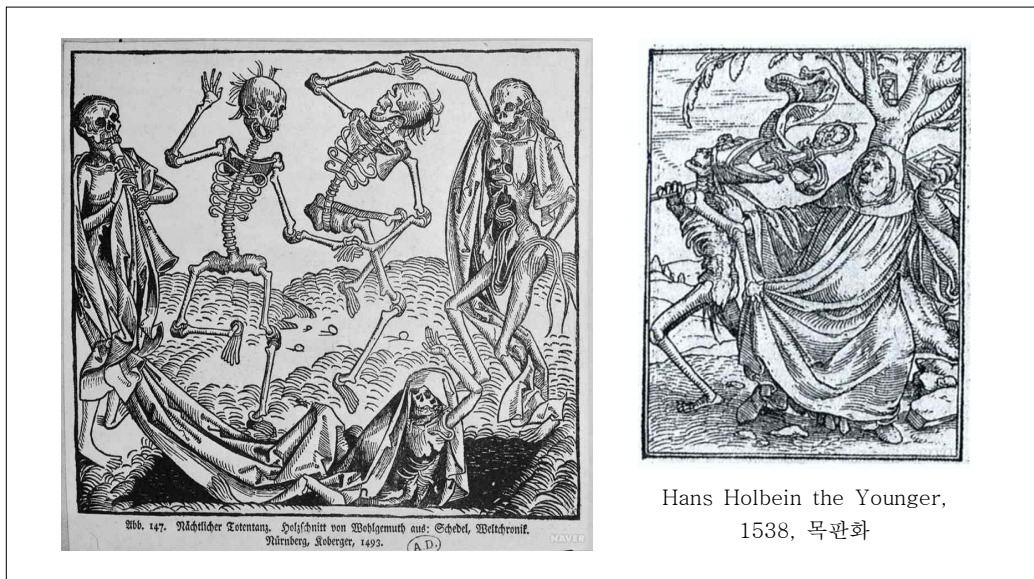 Abb. 147. Nächtlicher Totentanz. Holzschnitt von Wohlgemuth aus: Schedel, Weltchronik.
Nürnberg, Koberger, 1493.
A.D.
NAVER
Hans Holbein the Younger,
1538, 목판화